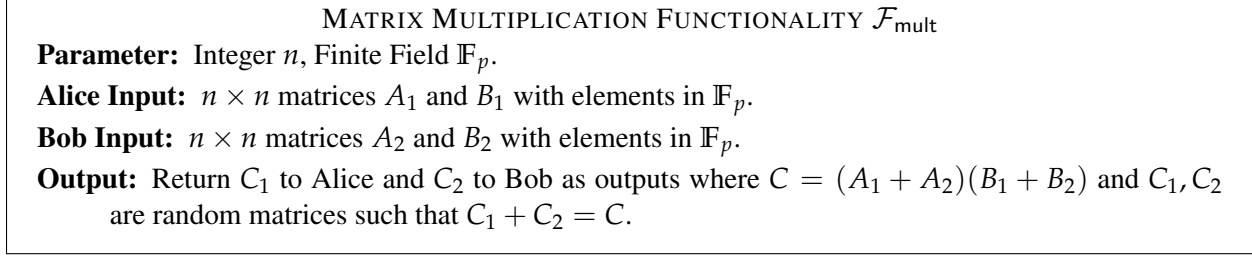 MATRIX MULTIPLICATION FUNCTIONALITY 𝓕_mult
Parameter: Integer n, Finite Field 𝔽_p.
Alice Input: n × n matrices A_1 and B_1 with elements in 𝔽_p.
Bob Input: n × n matrices A_2 and B_2 with elements in 𝔽_p.
Output: Return C_1 to Alice and C_2 to Bob as outputs where C = (A_1 + A_2)(B_1 + B_2) and C_1, C_2
are random matrices such that C_1 + C_2 = C.